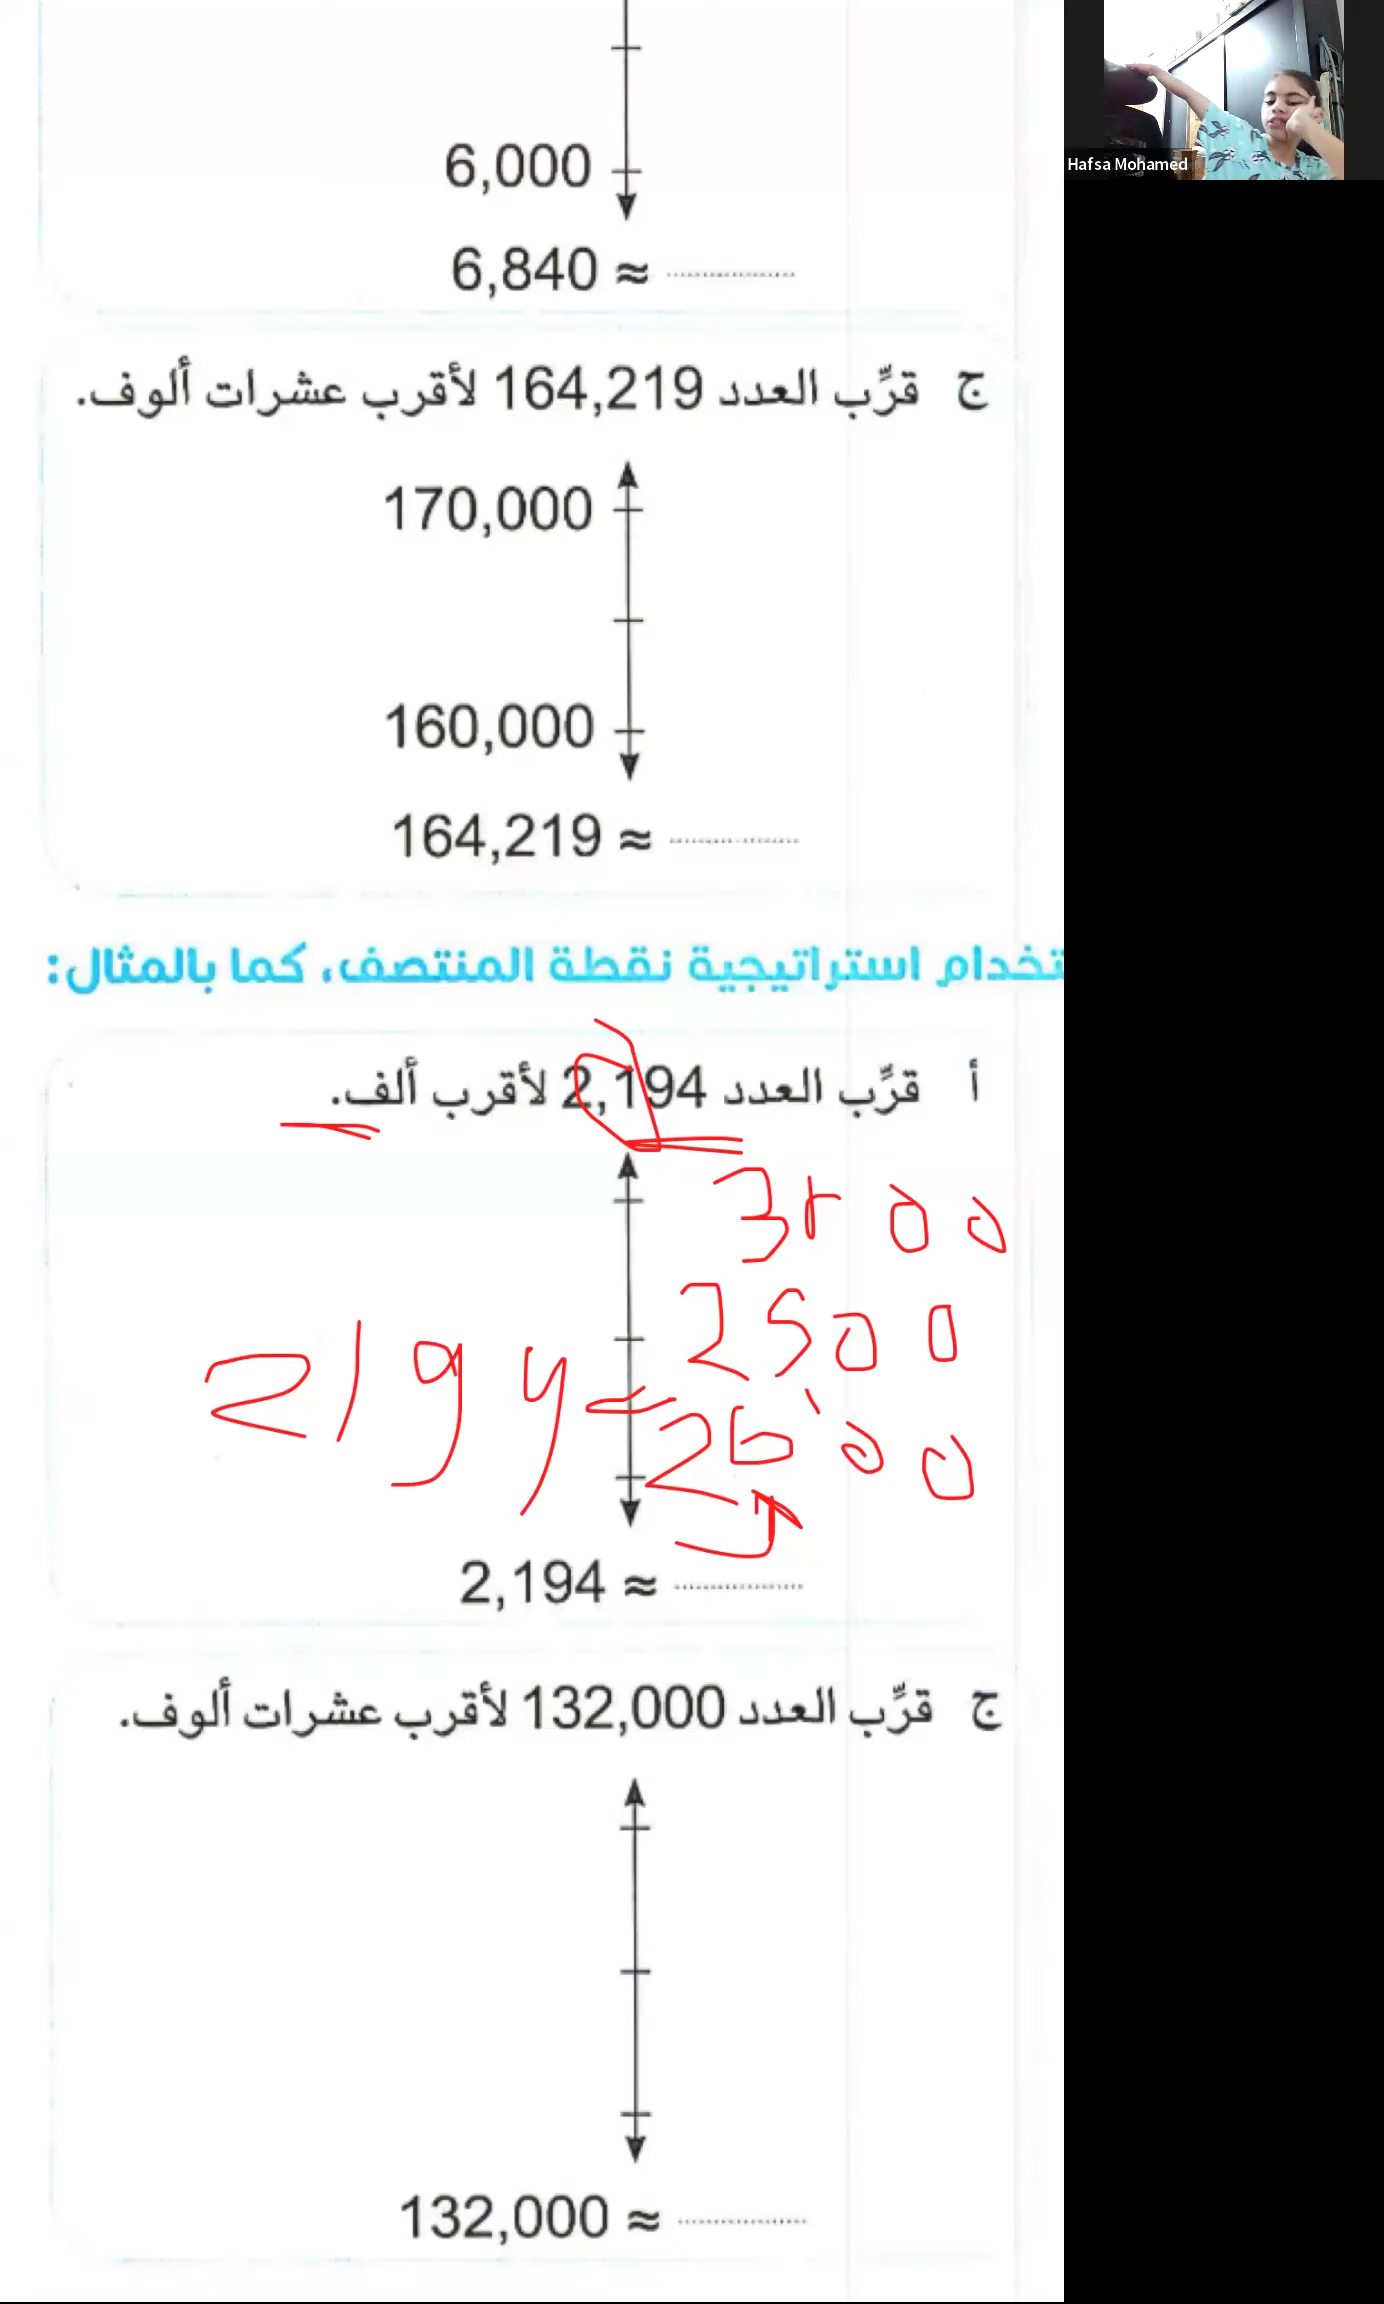 Hafsa Mohamed
6,000
6,840 ≈ ....................
ج قرِّب العدد 164,219 لأقرب عشرات ألوف.
170,000
160,000
164,219 ≈ ....................
تخدام استراتيجية نقطة المنتصف، كما بالمثال:
أ قرِّب العدد 2,194 لأقرب ألف.
3000
2500
2194
2000
2,194 ≈ ....................
ج قرِّب العدد 132,000 لأقرب عشرات ألوف.
132,000 ≈ ....................